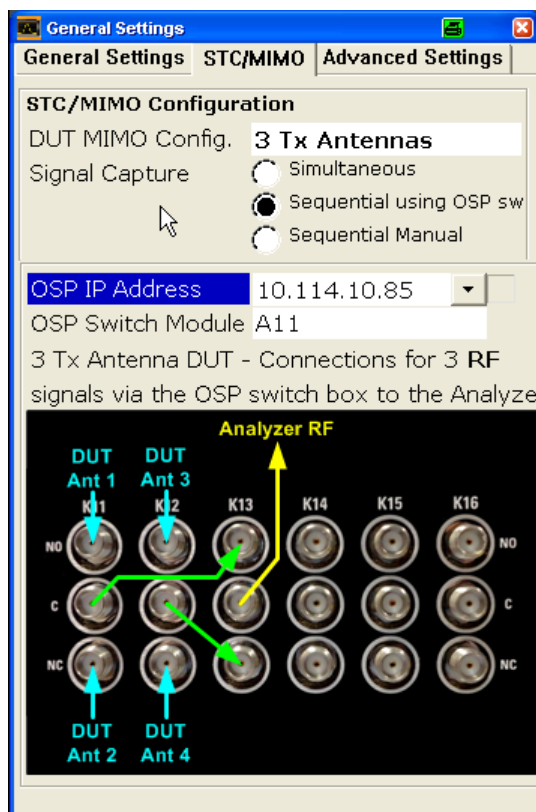 General Settings
General Settings STC/MIMO Advanced Settings
STC/MIMO Configuration
DUT MIMO Config. 3 Tx Antennas
Signal Capture
Simultaneous
Sequential using OSP sw
Sequential Manual
OSP IP Address 10.114.10.85
OSP Switch Module A11
3 Tx Antenna DUT - Connections for 3 RF
signals via the OSP switch box to the Analyze
Analyzer RF
DUT DUT
Ant 1 Ant 3
K11 K12 K13 K14 K15 K16
NO NO
C C
NC NC
DUT DUT
Ant 2 Ant 4